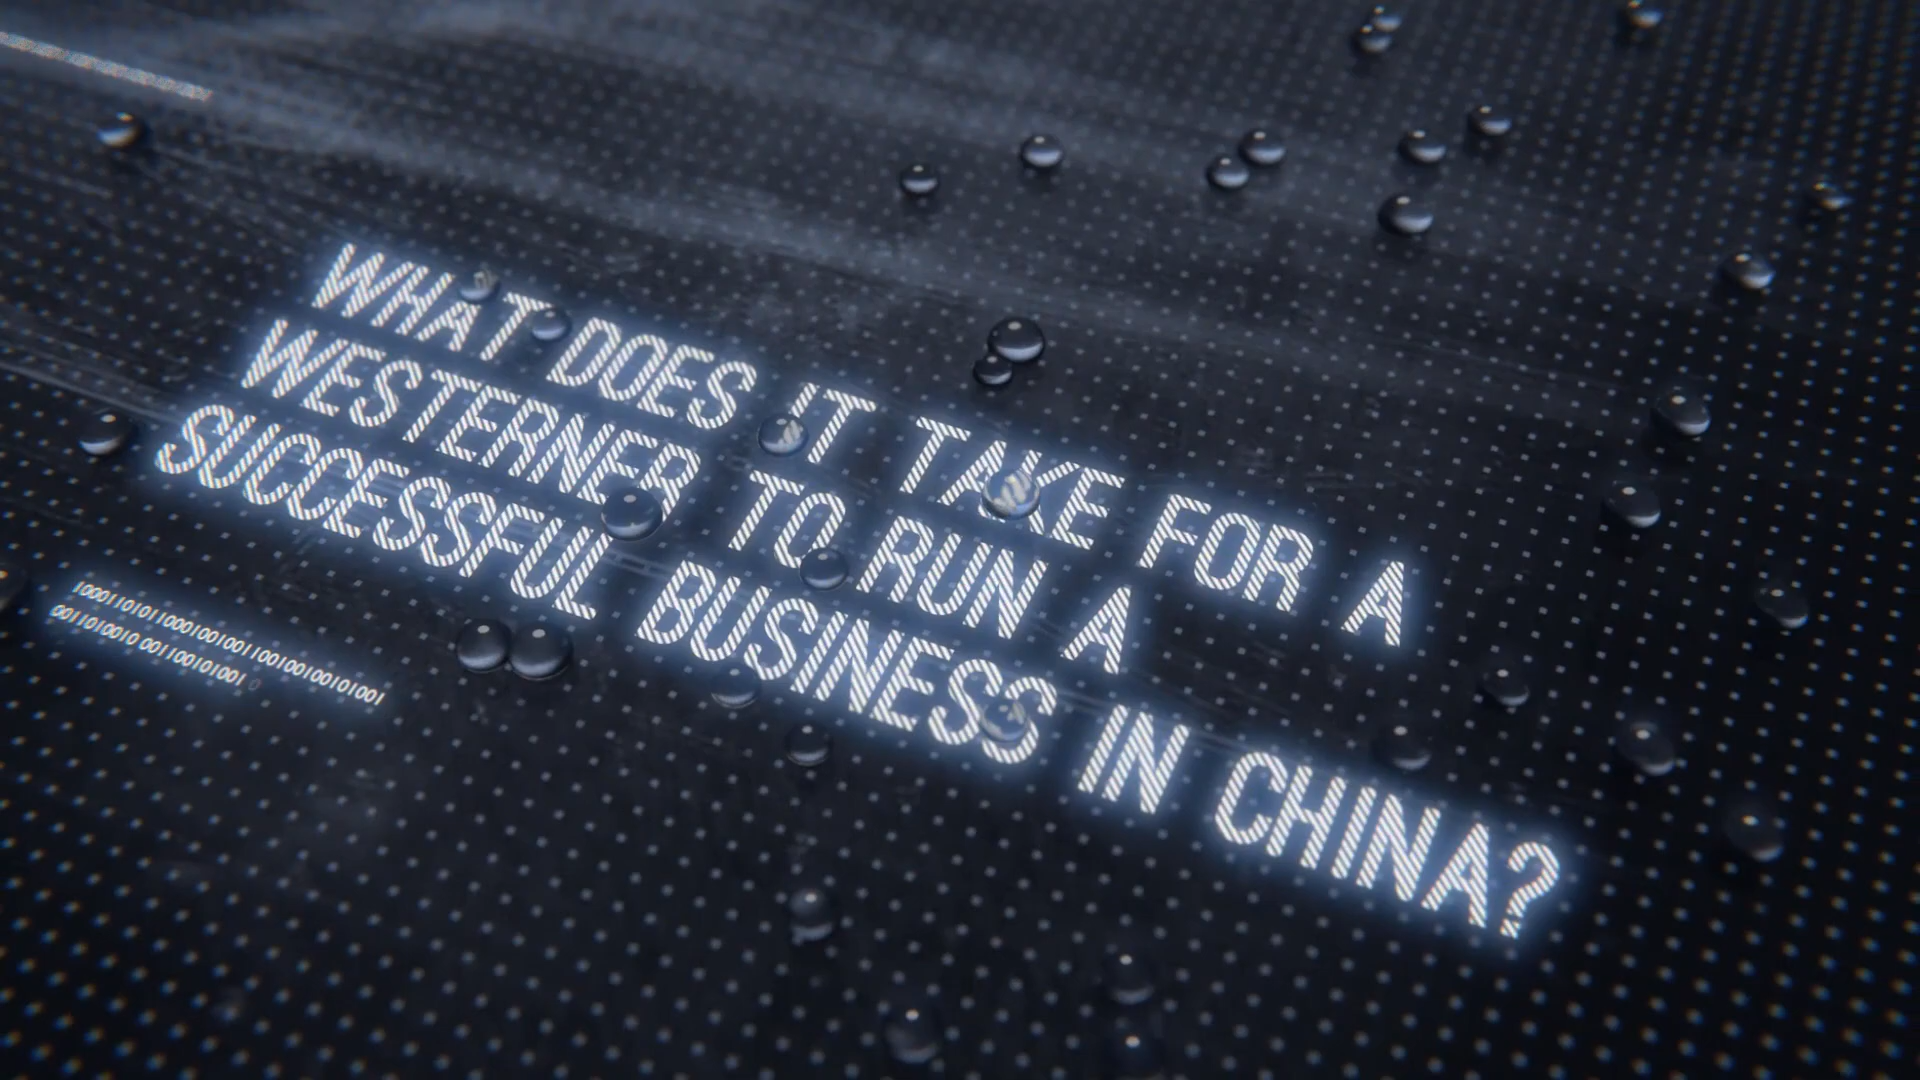 WHAT DOES IT TAKE FOR A
WESTERNER TO RUN A
SUCCESSFUL BUSINESS IN CHINA?